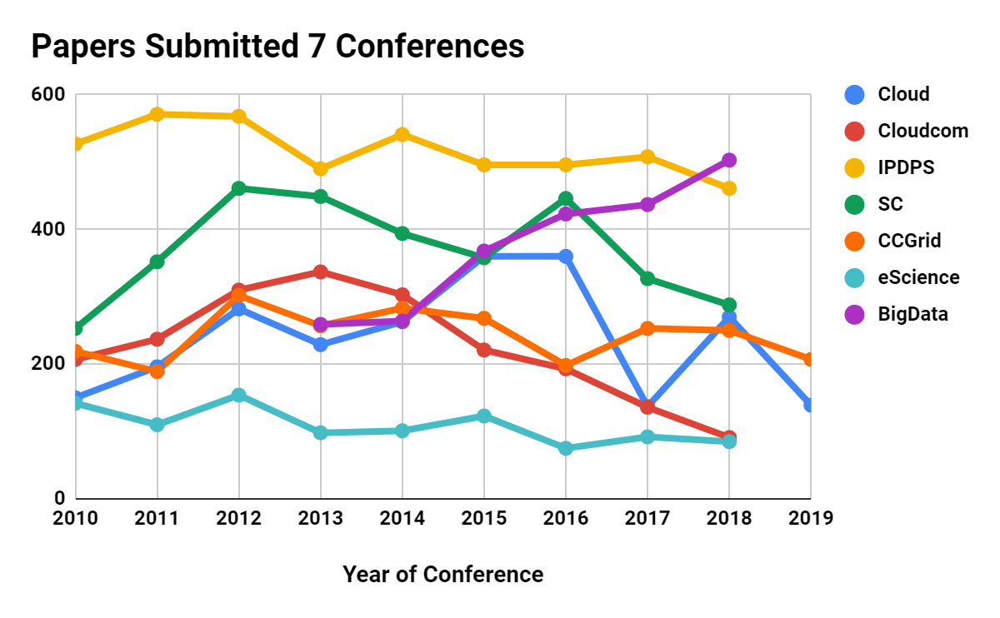 Papers Submitted 7 Conferences
600
400
200
0
2010 2011 2012 2013 2014 2015 2016 2017 2018 2019
Year of Conference
Cloud
Cloudcom
IPDPS
SC
CCGrid
eScience
BigData